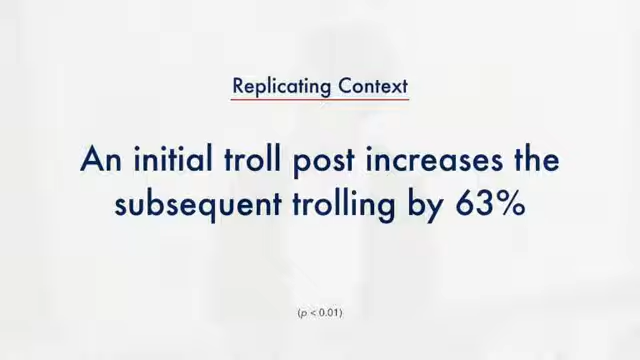 Replicating Context
An initial troll post increases the
subsequent trolling by 63%
(p < 0.01)